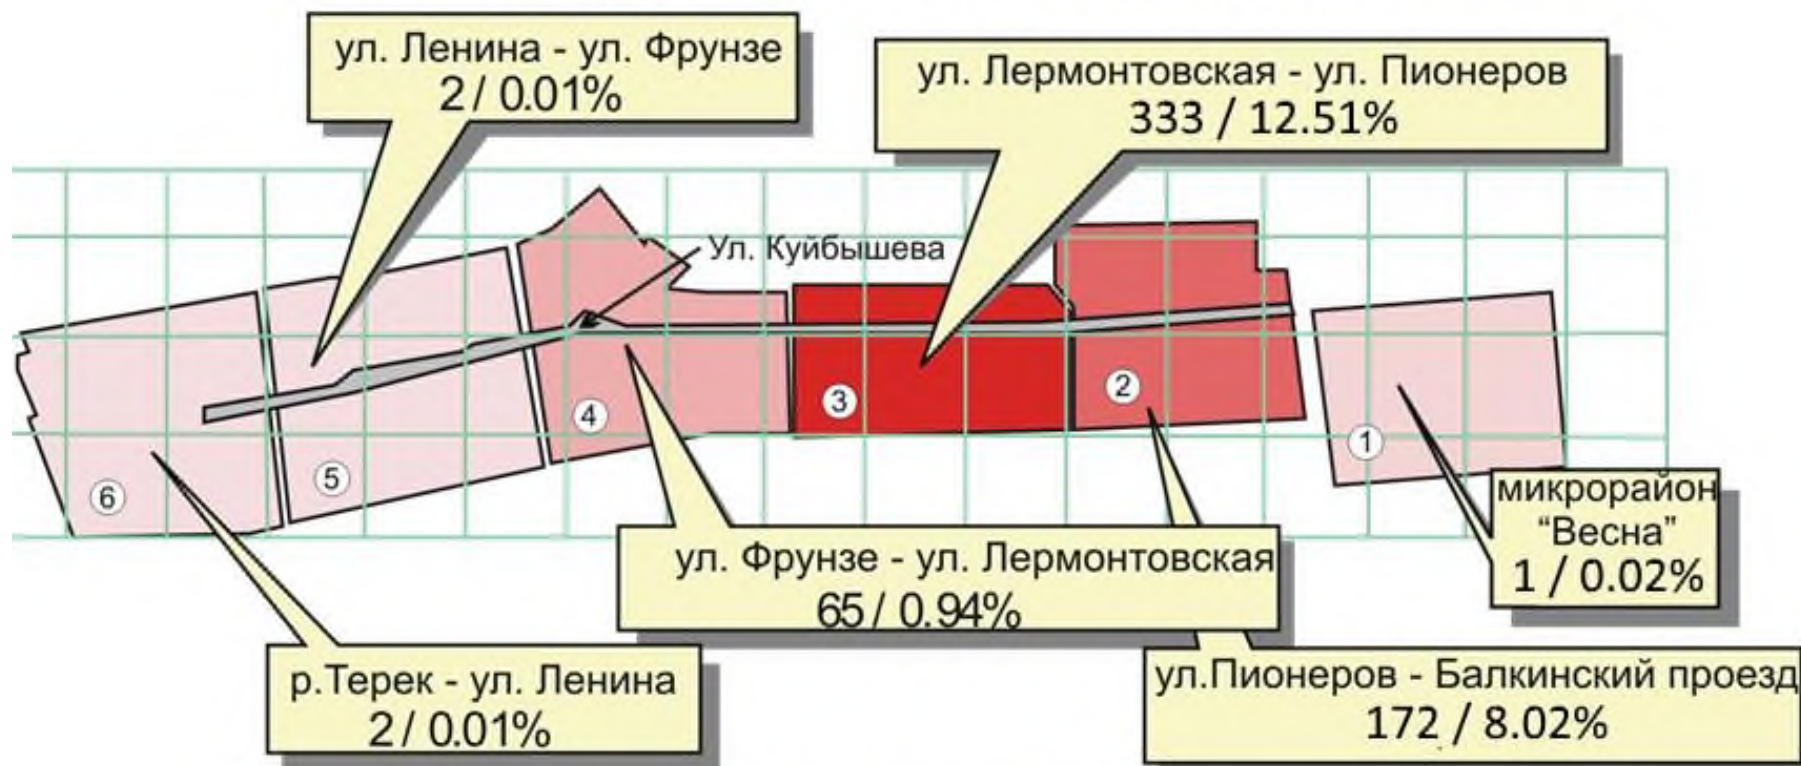 ул. Ленина - ул. Фрунзе
2 / 0.01%
ул. Лермонтовская - ул. Пионеров
333 / 12.51%
Ул. Куйбышева
6
5
4
3
2
1
микрорайон
“Весна”
1 / 0.02%
ул. Фрунзе - ул. Лермонтовская
65 / 0.94%
р.Терек - ул. Ленина
2 / 0.01%
ул.Пионеров - Балкинский проезд
172 / 8.02%